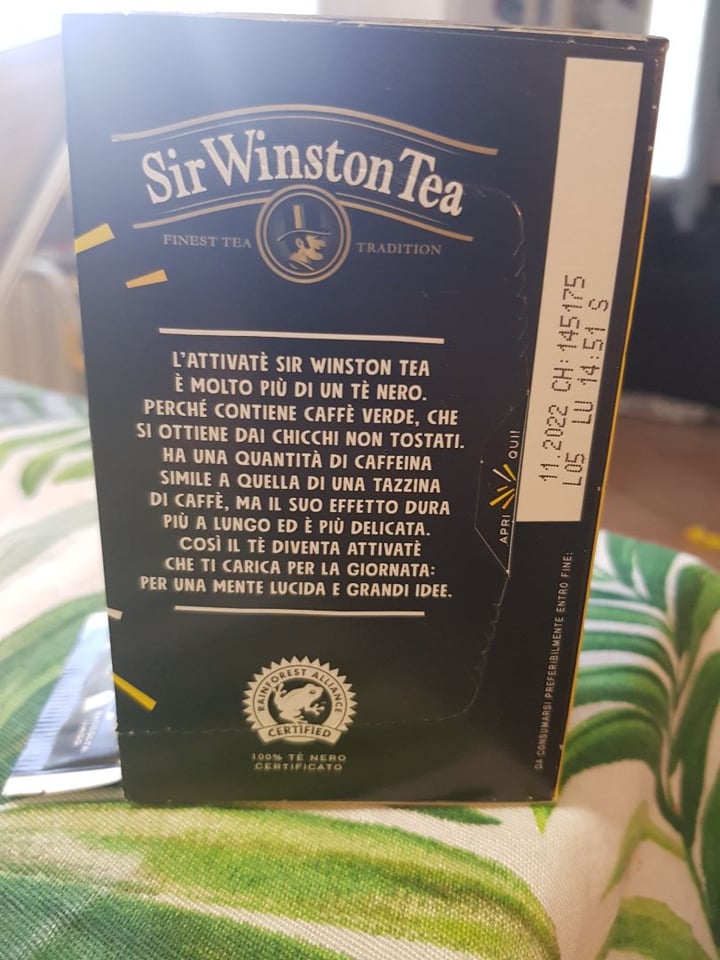 Sir Winston Tea
FINEST TEA TRADITION
L'ATTIVATÈ SIR WINSTON TEA
È MOLTO PIÙ DI UN TÈ NERO.
PERCHÉ CONTIENE CAFFÈ VERDE, CHE
SI OTTIENE DAI CHICCHI NON TOSTATI.
HA UNA QUANTITÀ DI CAFFEINA
SIMILE A QUELLA DI UNA TAZZINA
DI CAFFÈ, MA IL SUO EFFETTO DURA
PIÙ A LUNGO ED È PIÙ DELICATA.
COSÌ IL TÈ DIVENTA ATTIVATÈ
CHE TI CARICA PER LA GIORNATA:
PER UNA MENTE LUCIDA E GRANDI IDEE.
RAINFOREST ALLIANCE
CERTIFIED
100% TÈ NERO
CERTIFICATO
APRI QUI!
11.2022 CH:145175
L05 LU 14:51 S
DA CONSUMARSI PREFERIBILMENTE ENTRO FINE: